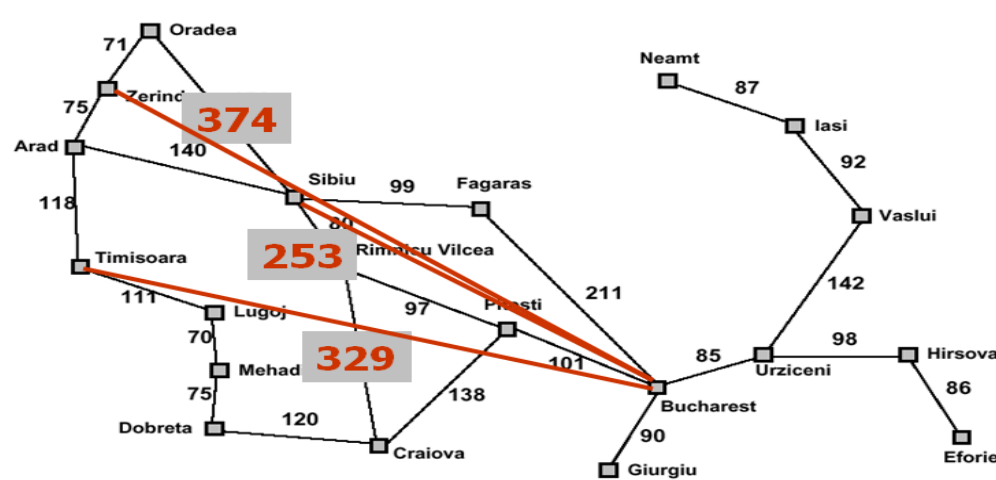 Oradea
71
Neamt
87
Zerind
75
374
Iasi
Arad
140
92
Sibiu
99
Fagaras
118
80
Vaslui
Rimnicu Vilcea
Timisoara
253
142
111
97
211
Lugoj
Pitesti
70
98
329
101
85
Hirsova
Mehad
Urziceni
75
138
86
Bucharest
120
Dobreta
90
Craiova
Eforie
Giurgiu